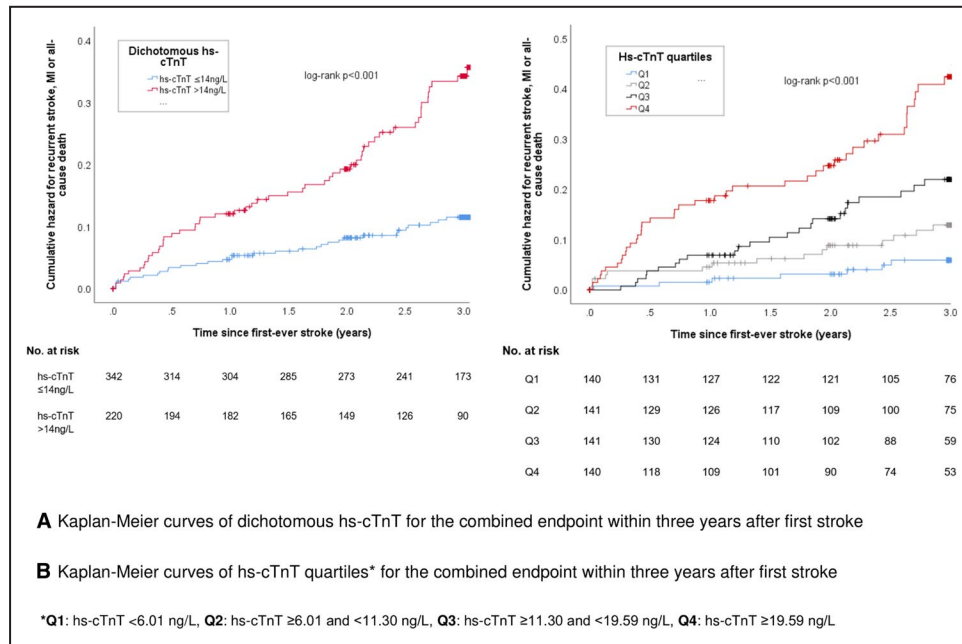 Cumulative hazard for recurrent stroke, MI or all-
cause death
0.4
0.3
0.2
0.1
0.0
Dichotomous hs-
cTnT
hs-cTnT ≤14ng/L
hs-cTnT >14ng/L
...
log-rank p<0.001
.0 .5 1.0 1.5 2.0 2.5 3.0
Time since first-ever stroke (years)
No. at risk
hs-cTnT
≤14ng/L
342 314 304 285 273 241 173
hs-cTnT
>14ng/L
220 194 182 165 149 126 90
Cumulative hazard for recurrent stroke, MI or all-
cause death
0.5
0.4
0.3
0.2
0.1
0.0
Hs-cTnT quartiles
Q1
Q2
Q3
Q4
...
log-rank p<0.001
.0 .5 1.0 1.5 2.0 2.5 3.0
Time since first-ever stroke (years)
No. at risk
Q1 140 131 127 122 121 105 76
Q2 141 129 126 117 109 100 75
Q3 141 130 124 110 102 88 59
Q4 140 118 109 101 90 74 53
A Kaplan-Meier curves of dichotomous hs-cTnT for the combined endpoint within three years after first stroke
B Kaplan-Meier curves of hs-cTnT quartiles* for the combined endpoint within three years after first stroke
*Q1: hs-cTnT <6.01 ng/L, Q2: hs-cTnT ≥6.01 and <11.30 ng/L, Q3: hs-cTnT ≥11.30 and <19.59 ng/L, Q4: hs-cTnT ≥19.59 ng/L